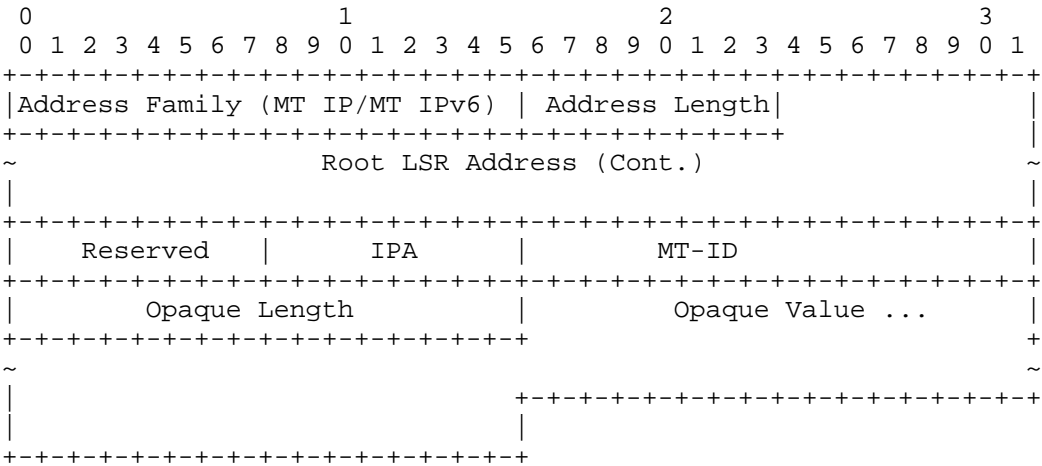 0                   1                   2                   3
 0 1 2 3 4 5 6 7 8 9 0 1 2 3 4 5 6 7 8 9 0 1 2 3 4 5 6 7 8 9 0 1
+-+-+-+-+-+-+-+-+-+-+-+-+-+-+-+-+-+-+-+-+-+-+-+-+-+-+-+-+-+-+-+-+
|Address Family (MT IP/MT IPv6) | Address Length|               |
+-+-+-+-+-+-+-+-+-+-+-+-+-+-+-+-+-+-+-+-+-+-+-+-+               |
~                   Root LSR Address (Cont.)                    ~
|                                                               |
+-+-+-+-+-+-+-+-+-+-+-+-+-+-+-+-+-+-+-+-+-+-+-+-+-+-+-+-+-+-+-+-+
|    Reserved   |      IPA      |        MT-ID                  |
+-+-+-+-+-+-+-+-+-+-+-+-+-+-+-+-+-+-+-+-+-+-+-+-+-+-+-+-+-+-+-+-+
|        Opaque Length          |         Opaque Value ...      |
+-+-+-+-+-+-+-+-+-+-+-+-+-+-+-+-+                               +
~                                                               ~
|                               +-+-+-+-+-+-+-+-+-+-+-+-+-+-+-+-+
|                               |
+-+-+-+-+-+-+-+-+-+-+-+-+-+-+-+-+